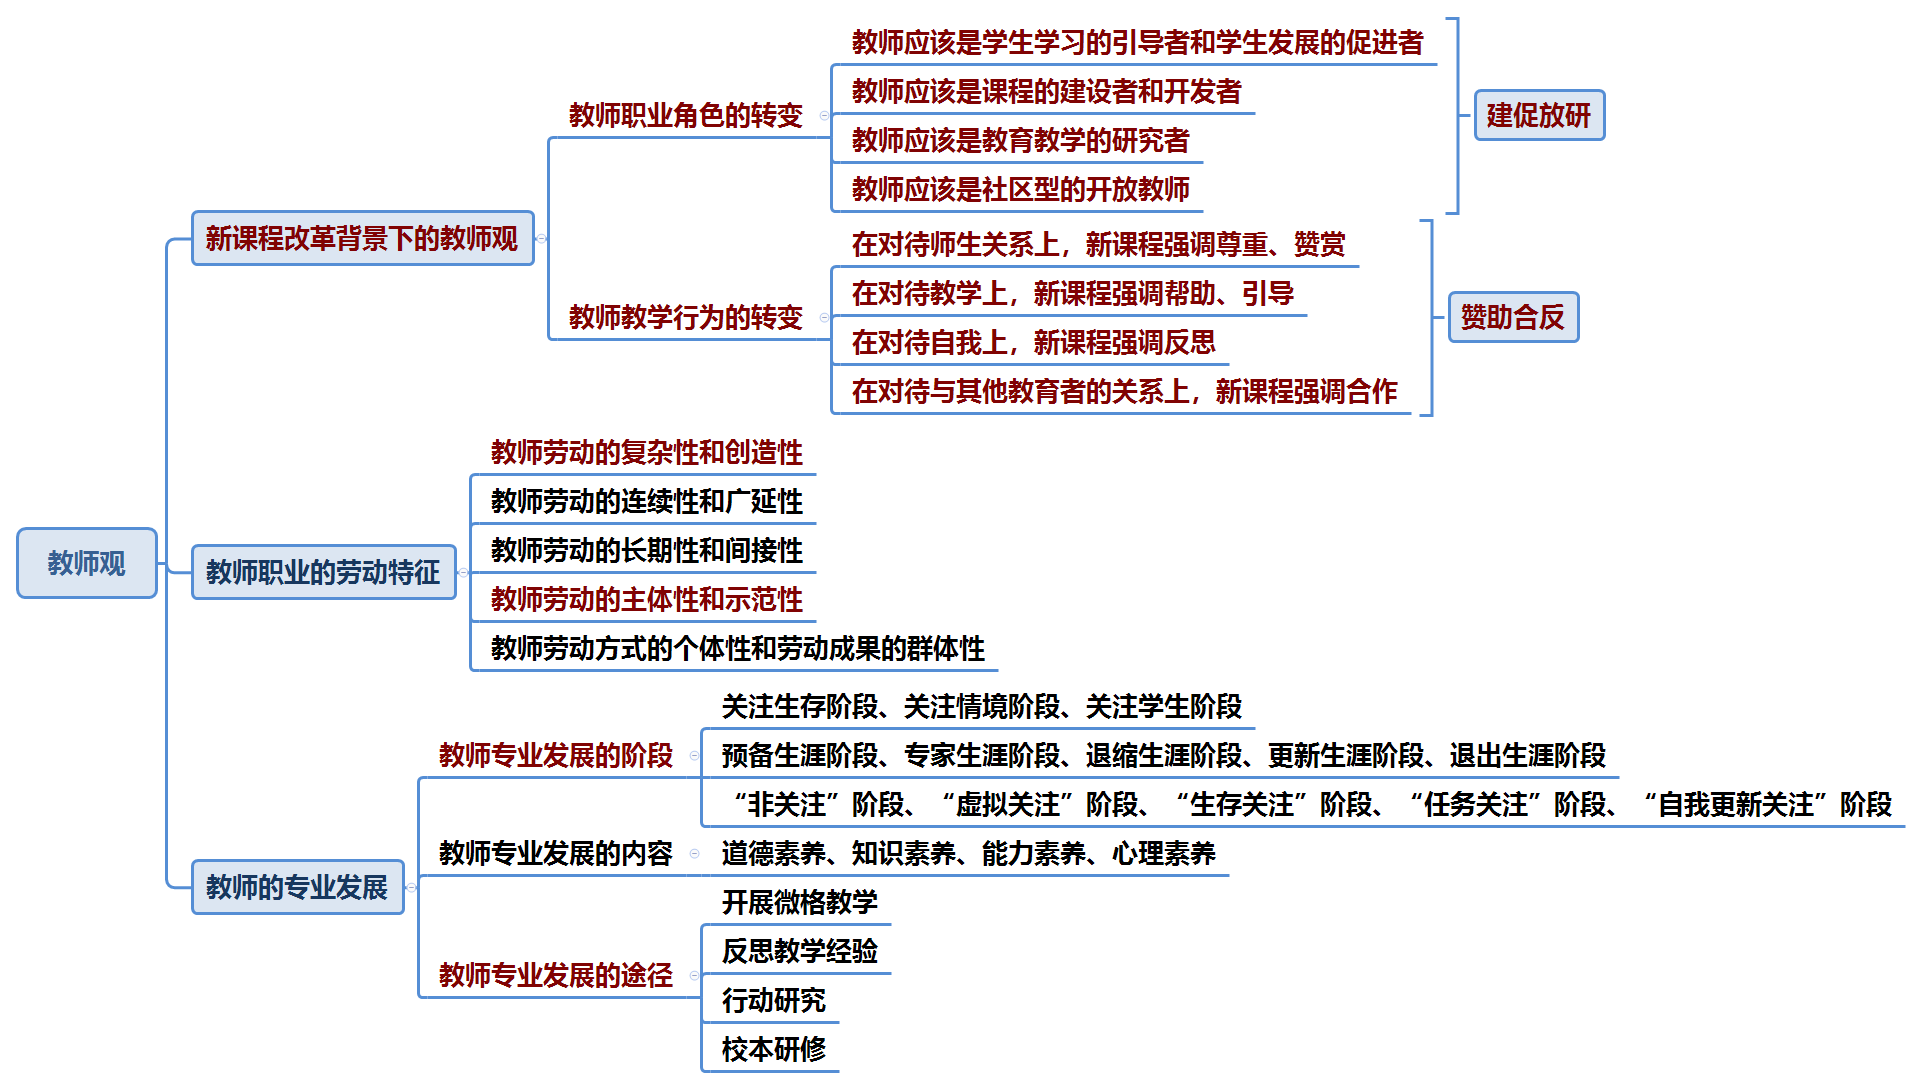 教师观
新课程改革背景下的教师观
教师职业角色的转变
教师应该是学生学习的引导者和学生发展的促进者
教师应该是课程的建设者和开发者
教师应该是教育教学的研究者
教师应该是社区型的开放教师
建促放研
教师教学行为的转变
在对待师生关系上，新课程强调尊重、赞赏
在对待教学上，新课程强调帮助、引导
在对待自我上，新课程强调反思
在对待与其他教育者的关系上，新课程强调合作
赞助合反
教师职业的劳动特征
教师劳动的复杂性和创造性
教师劳动的连续性和广延性
教师劳动的长期性和间接性
教师劳动的主体性和示范性
教师劳动方式的个体性和劳动成果的群体性
教师的专业发展
教师专业发展的阶段
关注生存阶段、关注情境阶段、关注学生阶段
预备生涯阶段、专家生涯阶段、退缩生涯阶段、更新生涯阶段、退出生涯阶段
“非关注”阶段、“虚拟关注”阶段、“生存关注”阶段、“任务关注”阶段、“自我更新关注”阶段
教师专业发展的内容
道德素养、知识素养、能力素养、心理素养
教师专业发展的途径
开展微格教学
反思教学经验
行动研究
校本研修